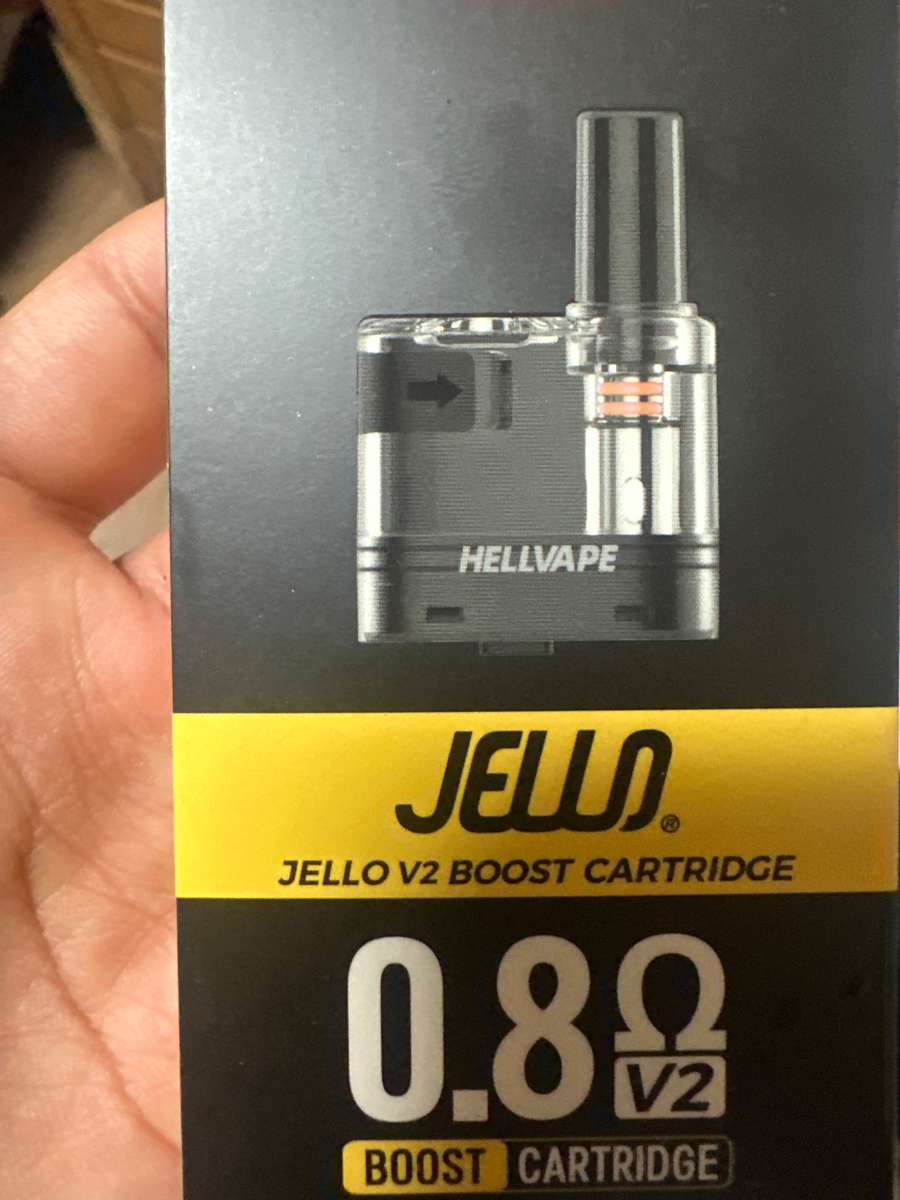 HELLVAPE
JELLO®
JELLO V2 BOOST CARTRIDGE
0.8Ω
V2
BOOST CARTRIDGE